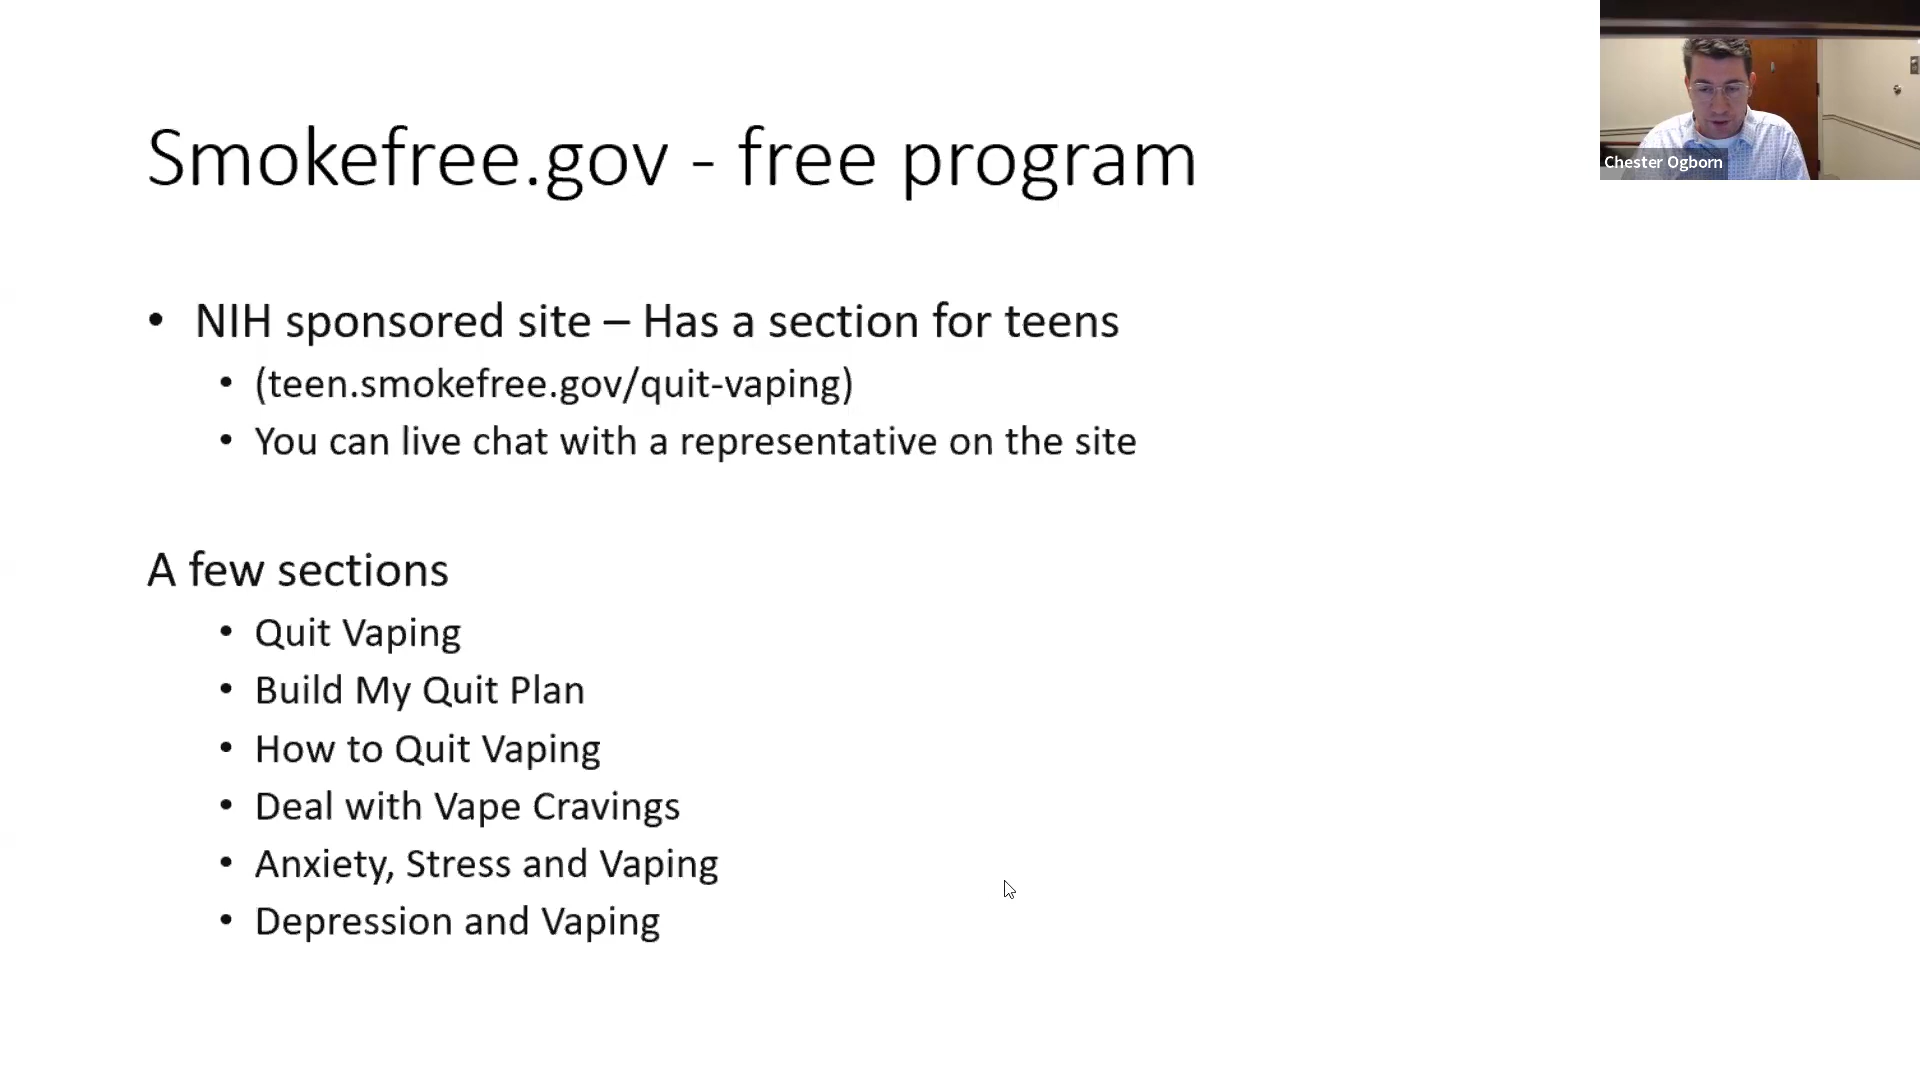 Smokefree.gov - free program
• NIH sponsored site – Has a section for teens
• (teen.smokefree.gov/quit-vaping)
• You can live chat with a representative on the site
A few sections
• Quit Vaping
• Build My Quit Plan
• How to Quit Vaping
• Deal with Vape Cravings
• Anxiety, Stress and Vaping
• Depression and Vaping
Chester Ogborn